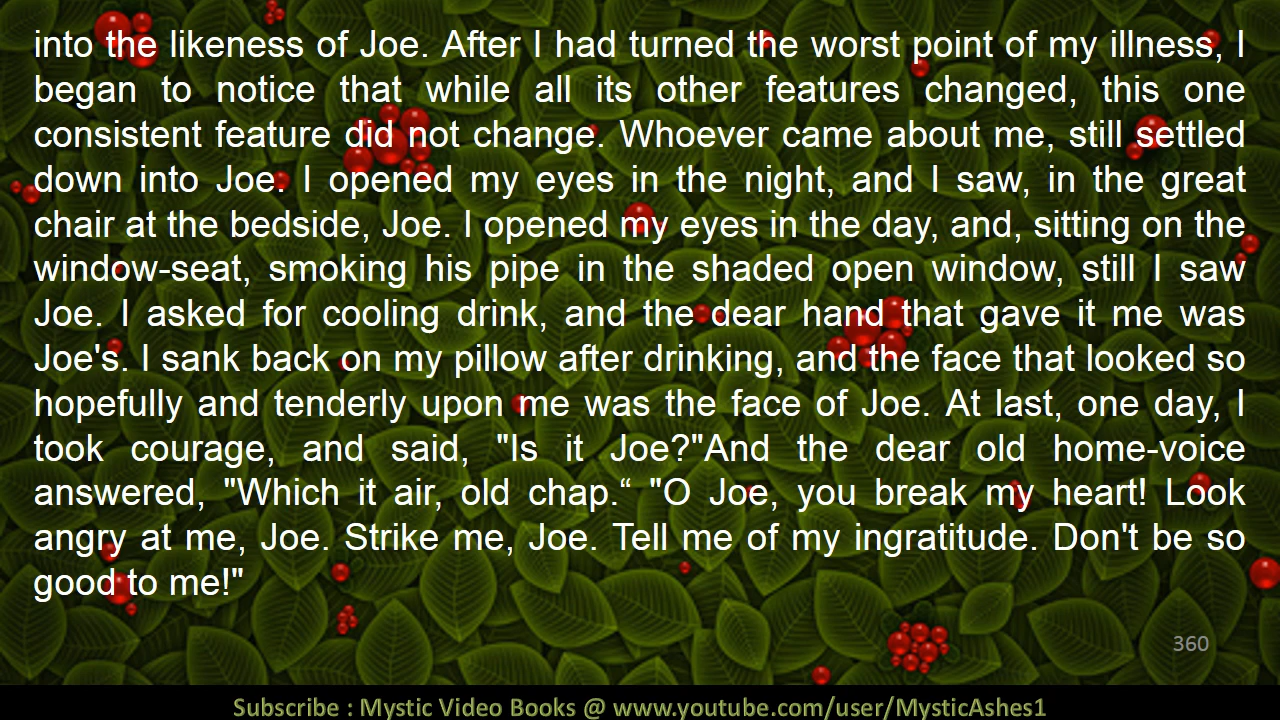 into the likeness of Joe. After I had turned the worst point of my illness, I
began to notice that while all its other features changed, this one
consistent feature did not change. Whoever came about me, still settled
down into Joe. I opened my eyes in the night, and I saw, in the great
chair at the bedside, Joe. I opened my eyes in the day, and, sitting on the
window-seat, smoking his pipe in the shaded open window, still I saw
Joe. I asked for cooling drink, and the dear hand that gave it me was
Joe's. I sank back on my pillow after drinking, and the face that looked so
hopefully and tenderly upon me was the face of Joe. At last, one day, I
took courage, and said, "Is it Joe?"And the dear old home-voice
answered, "Which it air, old chap.“ "O Joe, you break my heart! Look
angry at me, Joe. Strike me, Joe. Tell me of my ingratitude. Don't be so
good to me!"
360
Subscribe : Mystic Video Books @ www.youtube.com/user/MysticAshes1